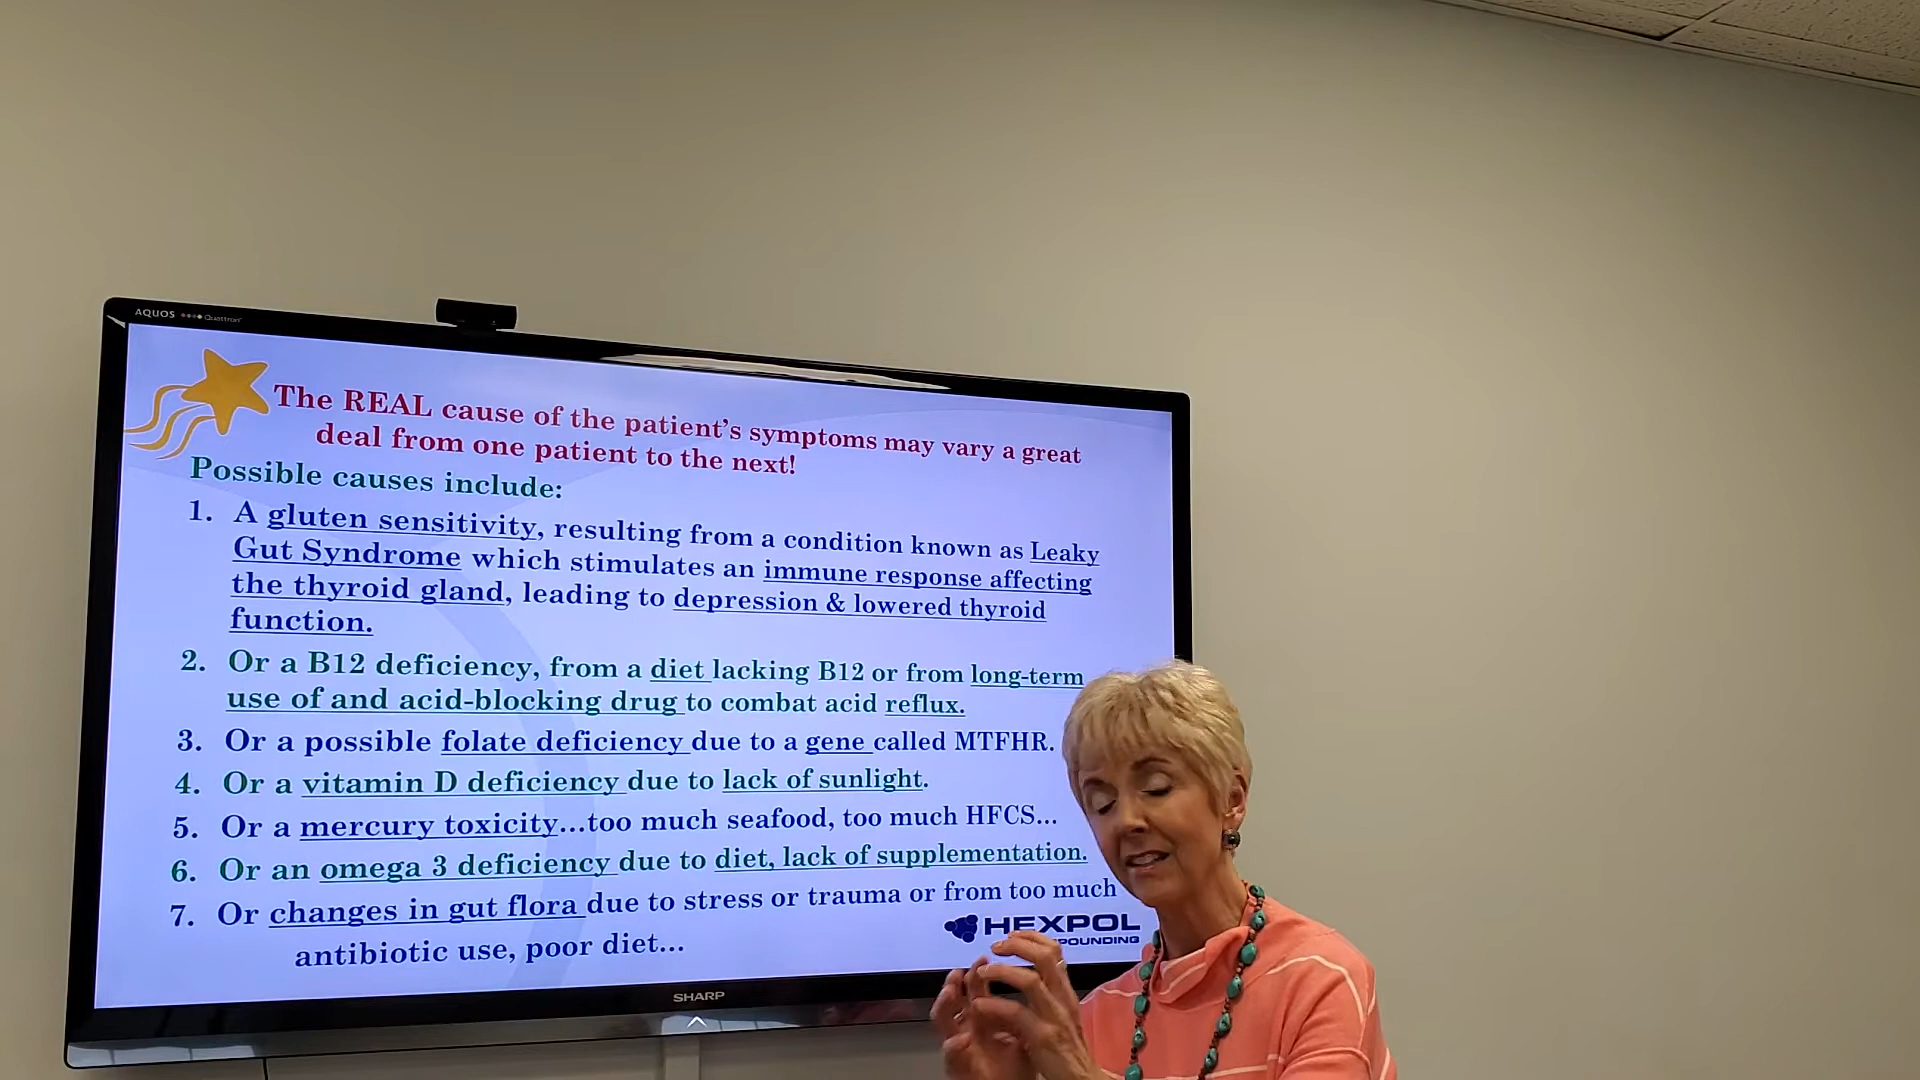 AQUOS Quattron
The REAL cause of the patient's symptoms may vary a great
deal from one patient to the next!
Possible causes include:
1. A gluten sensitivity, resulting from a condition known as Leaky
Gut Syndrome which stimulates an immune response affecting
the thyroid gland, leading to depression & lowered thyroid
function.
2. Or a B12 deficiency, from a diet lacking B12 or from long-term
use of and acid-blocking drug to combat acid reflux.
3. Or a possible folate deficiency due to a gene called MTFHR.
4. Or a vitamin D deficiency due to lack of sunlight.
5. Or a mercury toxicity...too much seafood, too much HFCS...
6. Or an omega 3 deficiency due to diet, lack of supplementation.
7. Or changes in gut flora due to stress or trauma or from too much
antibiotic use, poor diet...
HEXPOL
POUNDING
SHARP